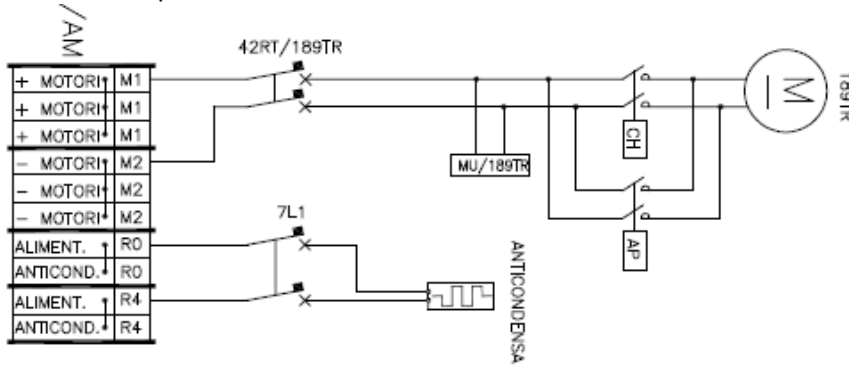 /AM
42RT/189TR
+ MOTORI M1
+ MOTORI M1
+ MOTORI M1
- MOTORI M2
- MOTORI M2
- MOTORI M2
ALIMENT. R0
ANTICOND. R0
ALIMENT. R4
ANTICOND. R4
MU/189TR
CH
AP
M
189TR
7L1
ANTICONDENSA